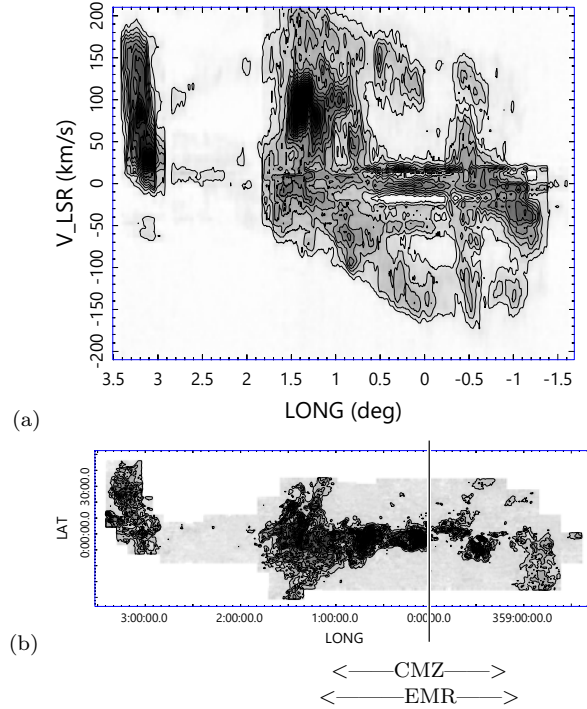 200
150
100
50
0
-50
-100
-150
-200
V_LSR (km/s)
3.5 3 2.5 2 1.5 1 0.5 0 -0.5 -1 -1.5
LONG (deg)
(a)
0:00:00.0 30:00.0
LAT
3:00:00.0 2:00:00.0 1:00:00.0 0:00:00.0 359:00:00.0
LONG
(b)
<——CMZ——>
<——EMR——>